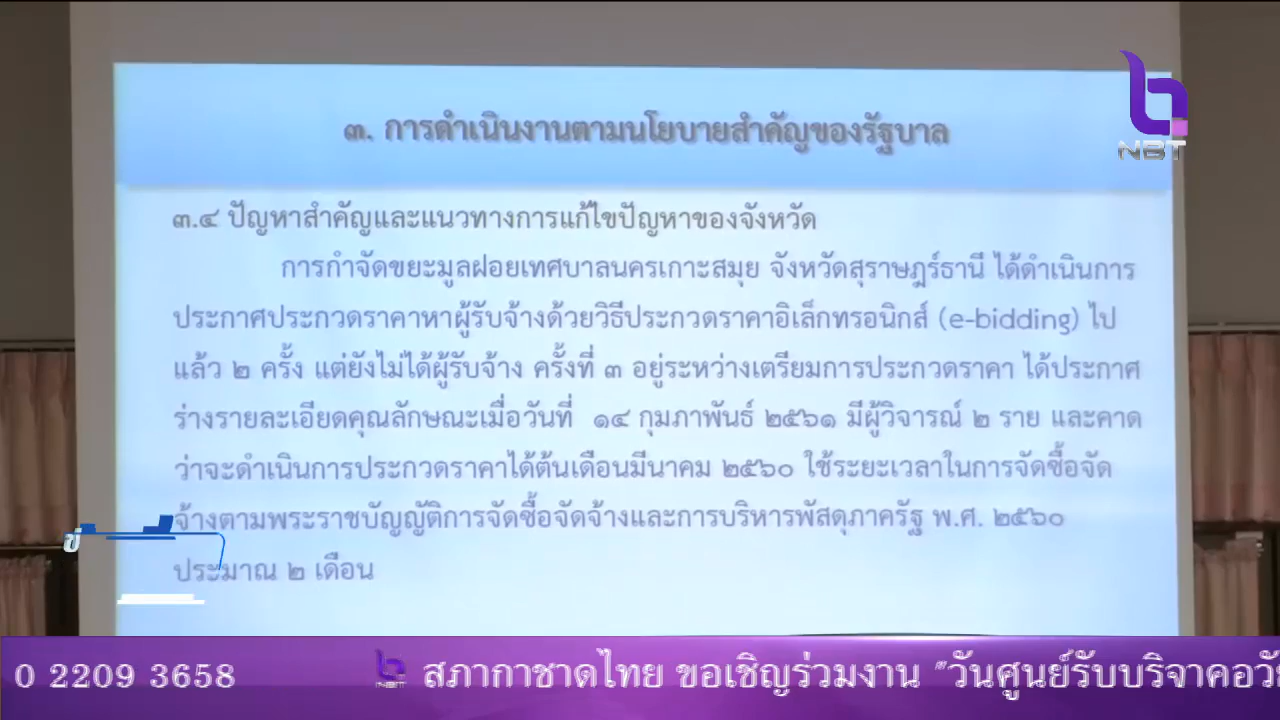 ๓. การดำเนินงานตามนโยบายสำคัญของรัฐบาล
NBT
๓.๔ ปัญหาสำคัญและแนวทางการแก้ไขปัญหาของจังหวัด
การกำจัดขยะมูลฝอยเทศบาลนครเกาะสมุย จังหวัดสุราษฎร์ธานี ได้ดำเนินการ
ประกาศประกวดราคาหาผู้รับจ้างด้วยวิธีประกวดราคาอิเล็กทรอนิกส์ (e-bidding) ไป
แล้ว ๒ ครั้ง แต่ยังไม่ได้ผู้รับจ้าง ครั้งที่ ๓ อยู่ระหว่างเตรียมการประกวดราคา ได้ประกาศ
ร่างรายละเอียดคุณลักษณะเมื่อวันที่ ๑๔ กุมภาพันธ์ ๒๕๖๑ มีผู้วิจารณ์ ๒ ราย และคาด
ว่าจะดำเนินการประกวดราคาได้ต้นเดือนมีนาคม ๒๕๖๐ ใช้ระยะเวลาในการจัดซื้อจัด
จ้างตามพระราชบัญญัติการจัดซื้อจัดจ้างและการบริหารพัสดุภาครัฐ พ.ศ. ๒๕๖๐
ประมาณ ๒ เดือน
0 2209 3658 NBT สภากาชาดไทย ขอเชิญร่วมงาน "วันศูนย์รับบริจาคอวั